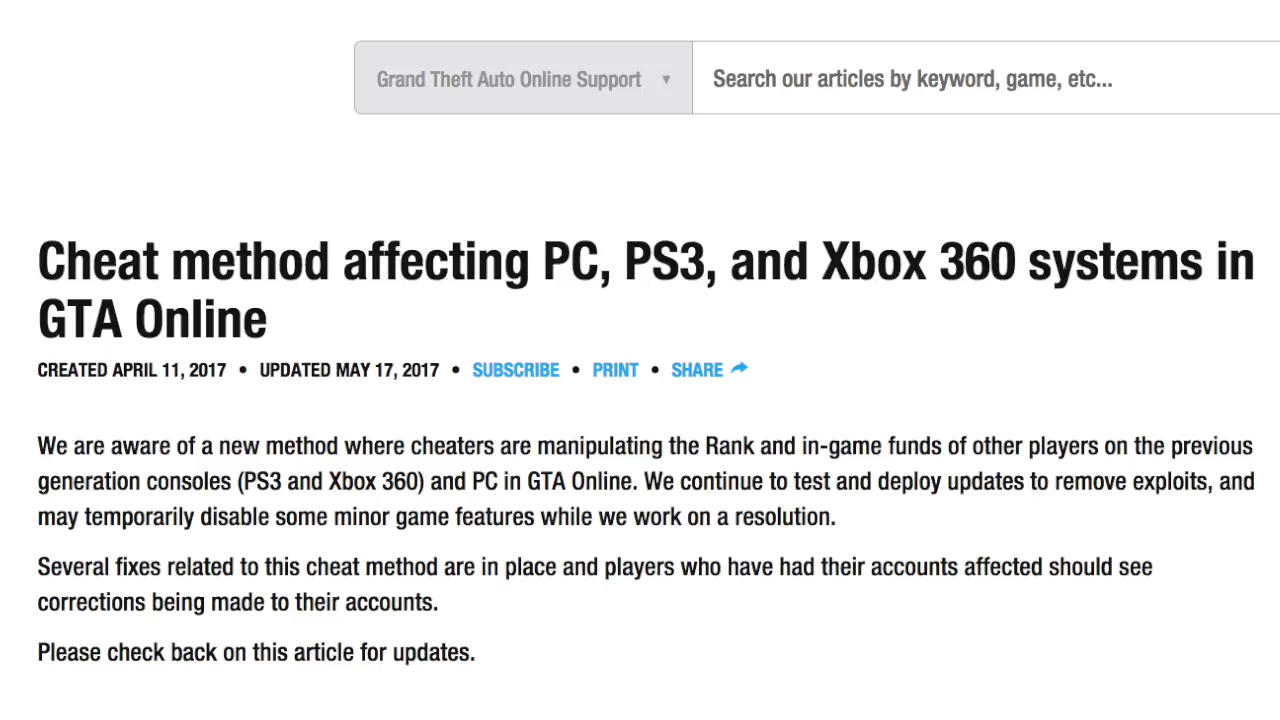 Grand Theft Auto Online Support ▼ Search our articles by keyword, game, etc...
Cheat method affecting PC, PS3, and Xbox 360 systems in
GTA Online
CREATED APRIL 11, 2017 • UPDATED MAY 17, 2017 • SUBSCRIBE • PRINT • SHARE
We are aware of a new method where cheaters are manipulating the Rank and in-game funds of other players on the previous
generation consoles (PS3 and Xbox 360) and PC in GTA Online. We continue to test and deploy updates to remove exploits, and
may temporarily disable some minor game features while we work on a resolution.
Several fixes related to this cheat method are in place and players who have had their accounts affected should see
corrections being made to their accounts.
Please check back on this article for updates.